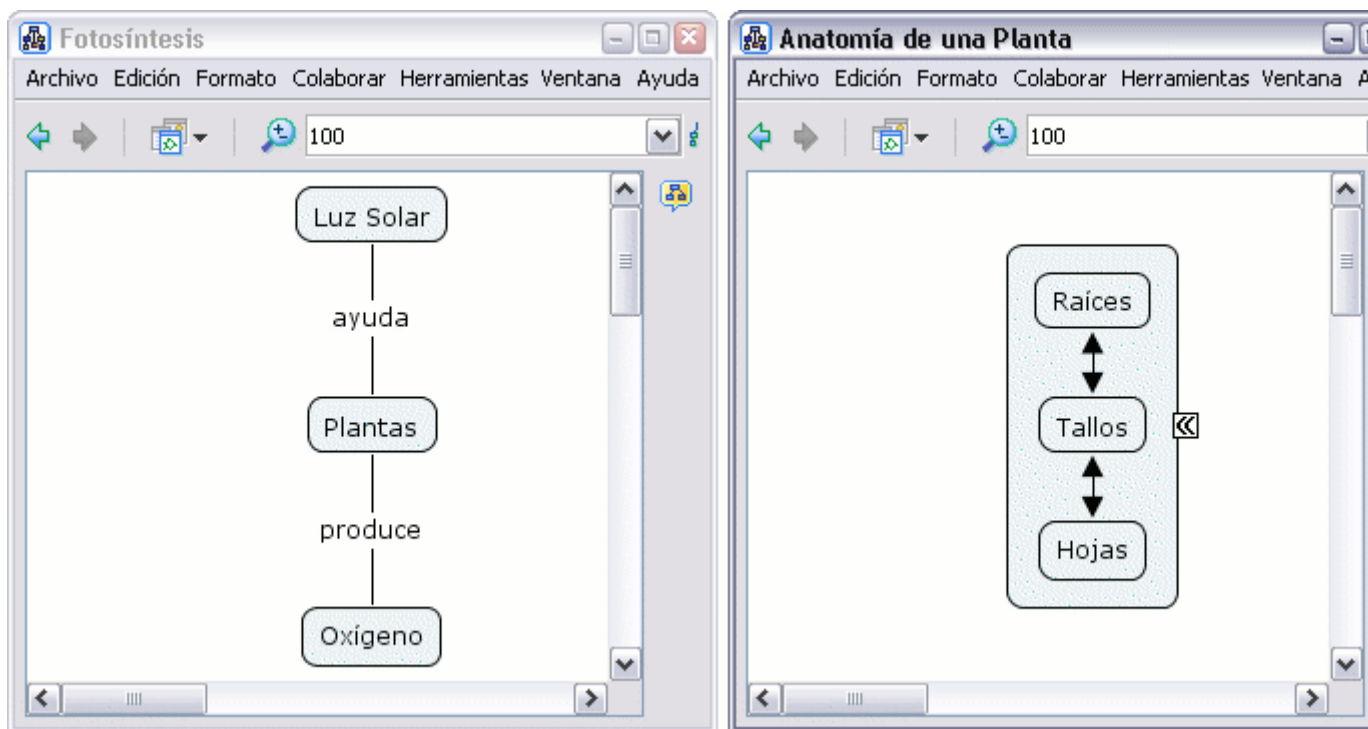 Fotosíntesis
Archivo Edición Formato Colaborar Herramientas Ventana Ayuda
100
Luz Solar
ayuda
Plantas
produce
Oxígeno
Anatomía de una Planta
Archivo Edición Formato Colaborar Herramientas Ventana A
100
Raíces
Tallos
Hojas